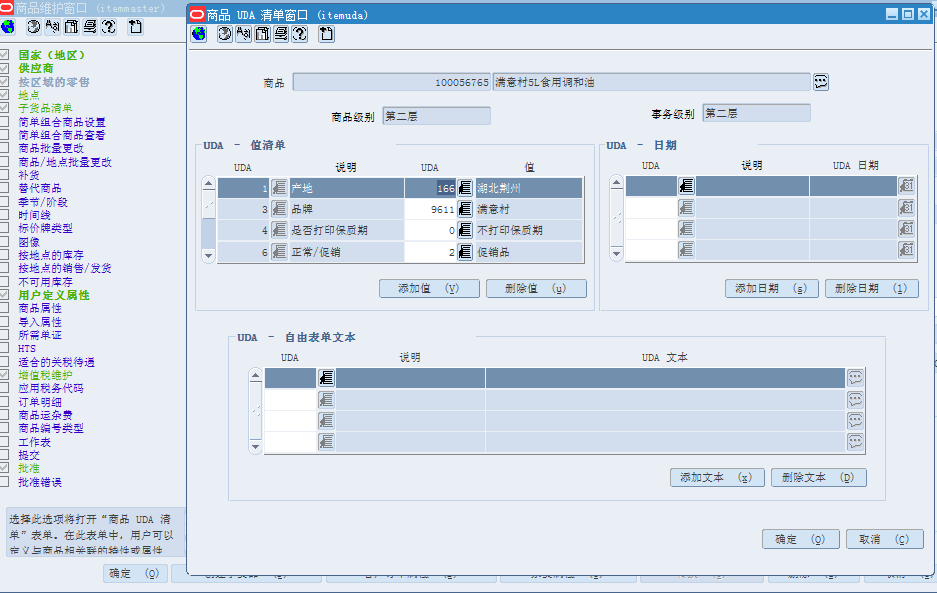 商品维护窗口 (itemmaster)
国家（地区）
供应商
按区域的零售
地点
子货品清单
简单组合商品设置
简单组合商品查看
商品批量更改
商品/地点批量更改
补货
替代商品
季节/阶段
时间线
标价牌类型
图像
按地点的库存
按地点的销售/发货
不可用库存
用户定义属性
商品属性
导入属性
所需单证
HTS
适合的关税待遇
增值税维护
应用税务代码
订单明细
商品运杂费
商品编号类型
工作表
提交
批准
批准错误
选择此选项将打开“商品 UDA 清
单”表单。在此表单中，用户可以
定义与商品相关联的特性或属性
确定 (O)
商品 UDA 清单窗口 (itemuda)
商品 100056765 满意村5L食用调和油
商品级别 第二层 事务级别 第二层
UDA - 值清单
UDA 说明 UDA 值
1 产地 166 湖北荆州
3 品牌 9611 满意村
4 是否打印保质期 0 不打印保质期
6 正常/促销 2 促销品
添加值 (V) 删除值 (u)
UDA - 日期
UDA 说明 UDA 日期
添加日期 (s) 删除日期 (l)
UDA - 自由表单文本
UDA 说明 UDA 文本
添加文本 (x) 删除文本 (D)
确定 (O) 取消 (C)